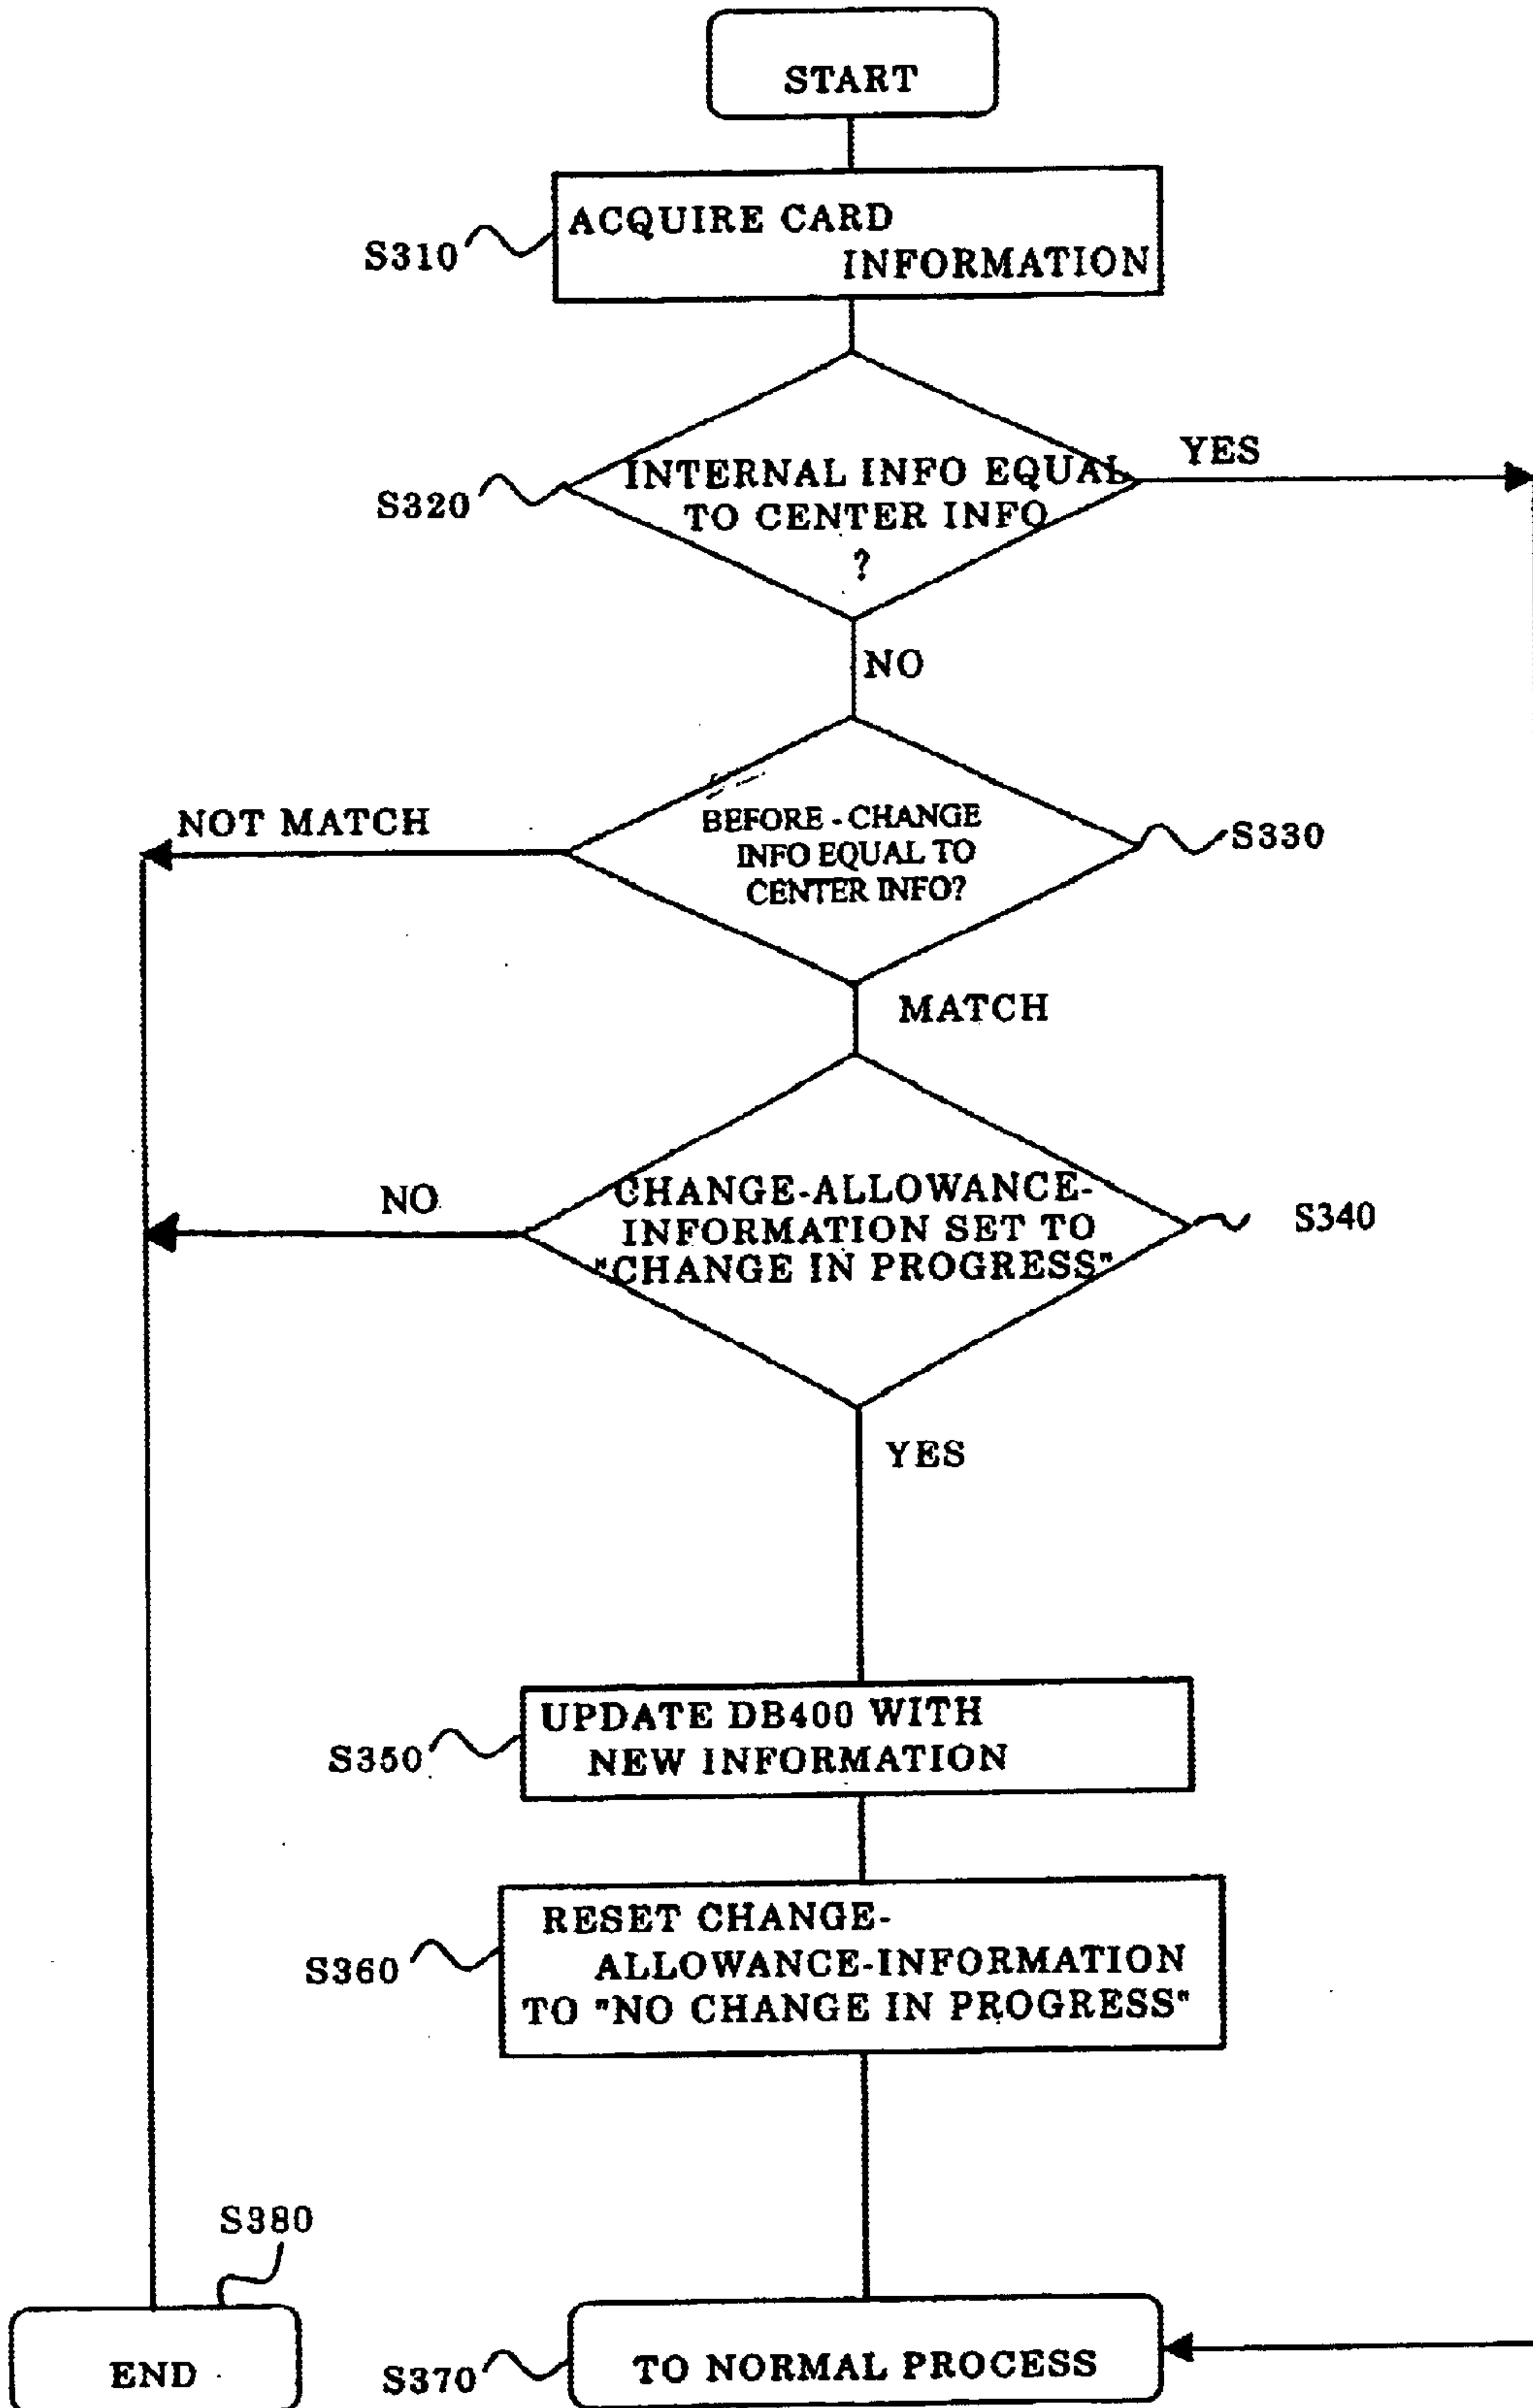 START
ACQUIRE CARD
INFORMATION
S310
INTERNAL INFO EQUAL
TO CENTER INFO
?
YES
S320
NO
NOT MATCH
BEFORE - CHANGE
INFO EQUAL TO
CENTER INFO?
S330
MATCH
NO
CHANGE-ALLOWANCE-
INFORMATION SET TO
"CHANGE IN PROGRESS"
S340
YES
UPDATE DB400 WITH
NEW INFORMATION
S350
RESET CHANGE-
ALLOWANCE-INFORMATION
TO "NO CHANGE IN PROGRESS"
S360
S380
END
S370
TO NORMAL PROCESS